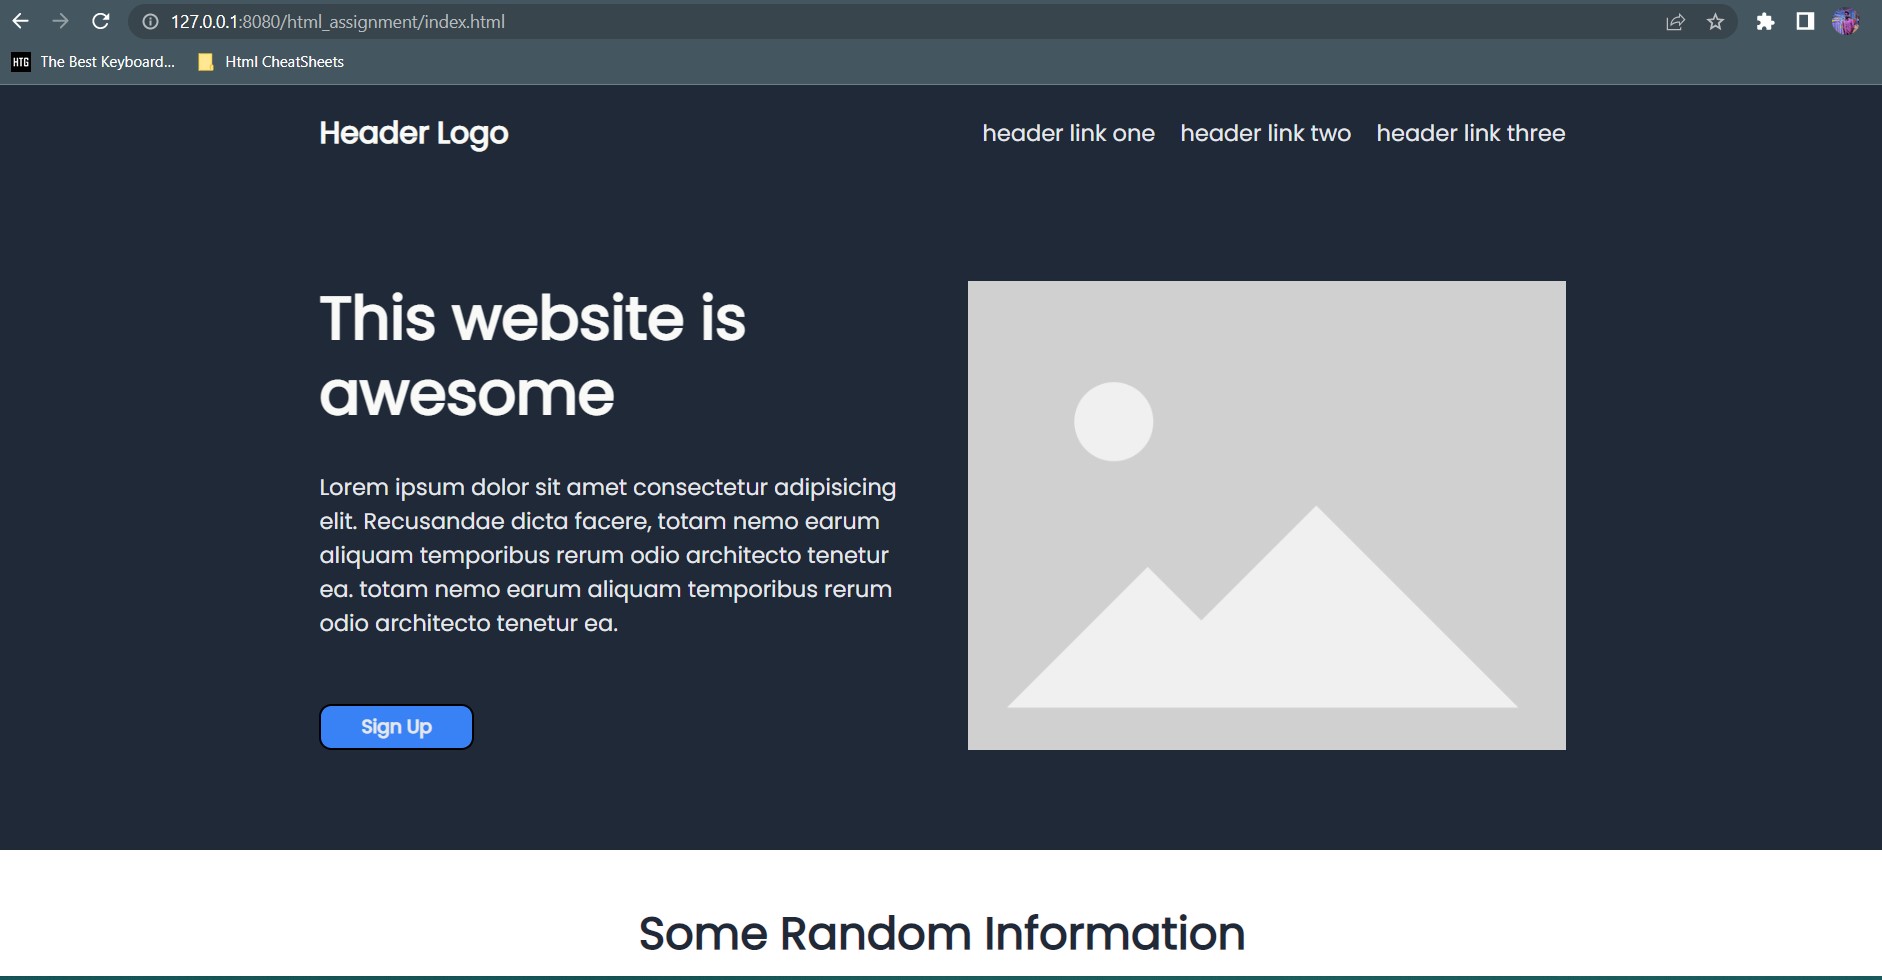 127.0.0.1:8080/html_assignment/index.html
HTG The Best Keyboard... Html CheatSheets
Header Logo header link one header link two header link three
This website is
awesome
Lorem ipsum dolor sit amet consectetur adipisicing
elit. Recusandae dicta facere, totam nemo earum
aliquam temporibus rerum odio architecto tenetur
ea. totam nemo earum aliquam temporibus rerum
odio architecto tenetur ea.
Sign Up
Some Random Information